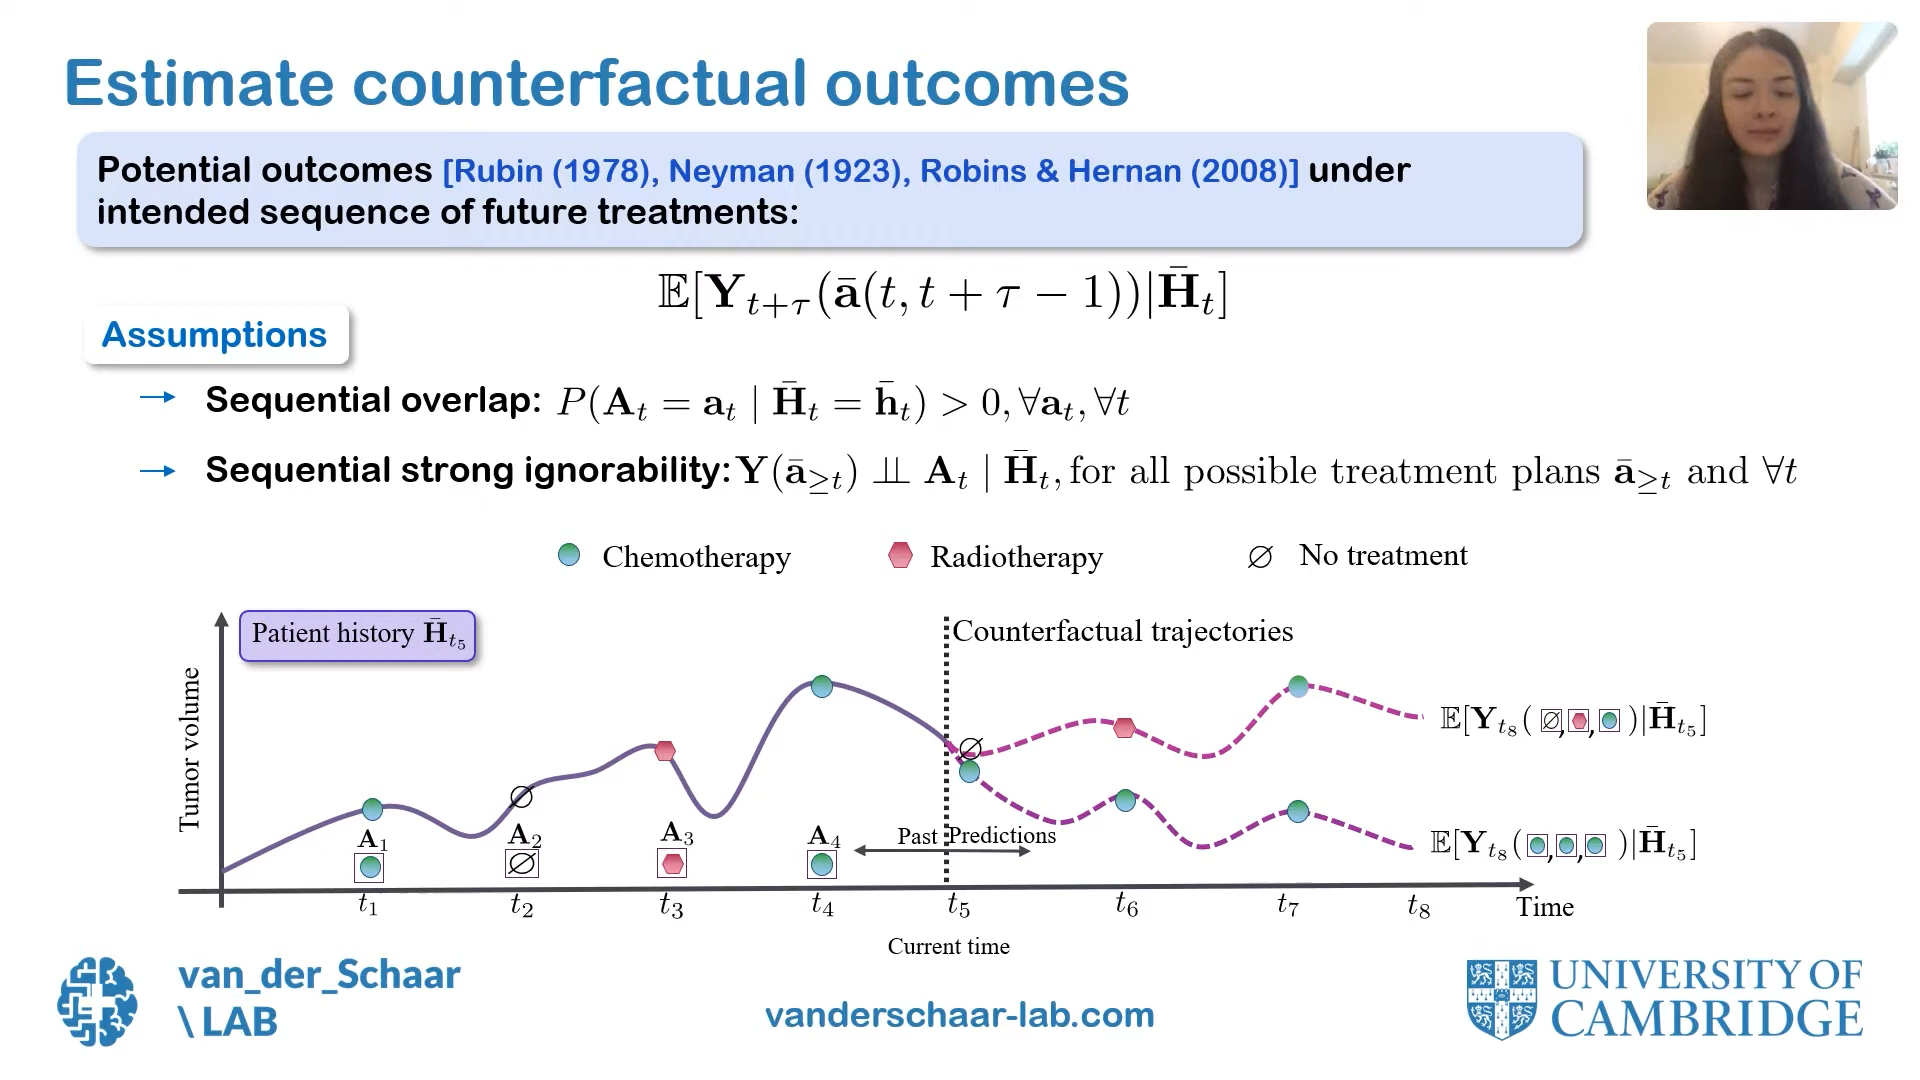 Estimate counterfactual outcomes
Potential outcomes [Rubin (1978), Neyman (1923), Robins & Hernan (2008)] under
intended sequence of future treatments:
𝔼[Y_{t+τ}(ā(t, t + τ − 1))|H̄_t]
Assumptions
→ Sequential overlap: P(A_t = a_t | H̄_t = h̄_t) > 0, ∀a_t, ∀t
→ Sequential strong ignorability: Y(ā_{≥t}) ⫫ A_t | H̄_t, for all possible treatment plans ā_{≥t} and ∀t
Chemotherapy
Radiotherapy
∅ No treatment
Patient history H̄_{t_5}
Counterfactual trajectories
Tumor volume
𝔼[Y_{t_8}(∅, , )|H̄_{t_5}]
∅
∅
A_1
A_2
A_3
A_4
∅
Past
Predictions
𝔼[Y_{t_8}( , , )|H̄_{t_5}]
t_1
t_2
t_3
t_4
t_5
t_6
t_7
t_8
Time
Current time
van_der_Schaar
\ LAB
vanderschaar-lab.com
UNIVERSITY OF
CAMBRIDGE